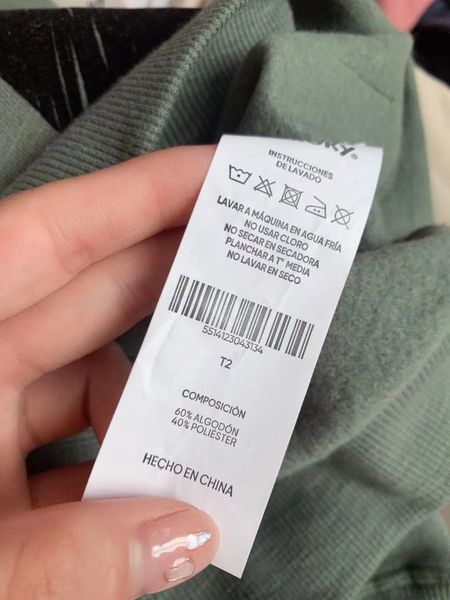 INSTRUCCIONES
DE LAVADO
LAVAR A MÁQUINA EN AGUA FRÍA
NO USAR CLORO
NO SECAR EN SECADORA
PLANCHAR A T° MEDIA
NO LAVAR EN SECO
5514123043134
T2
COMPOSICIÓN
60% ALGODÓN
40% POLIÉSTER
HECHO EN CHINA